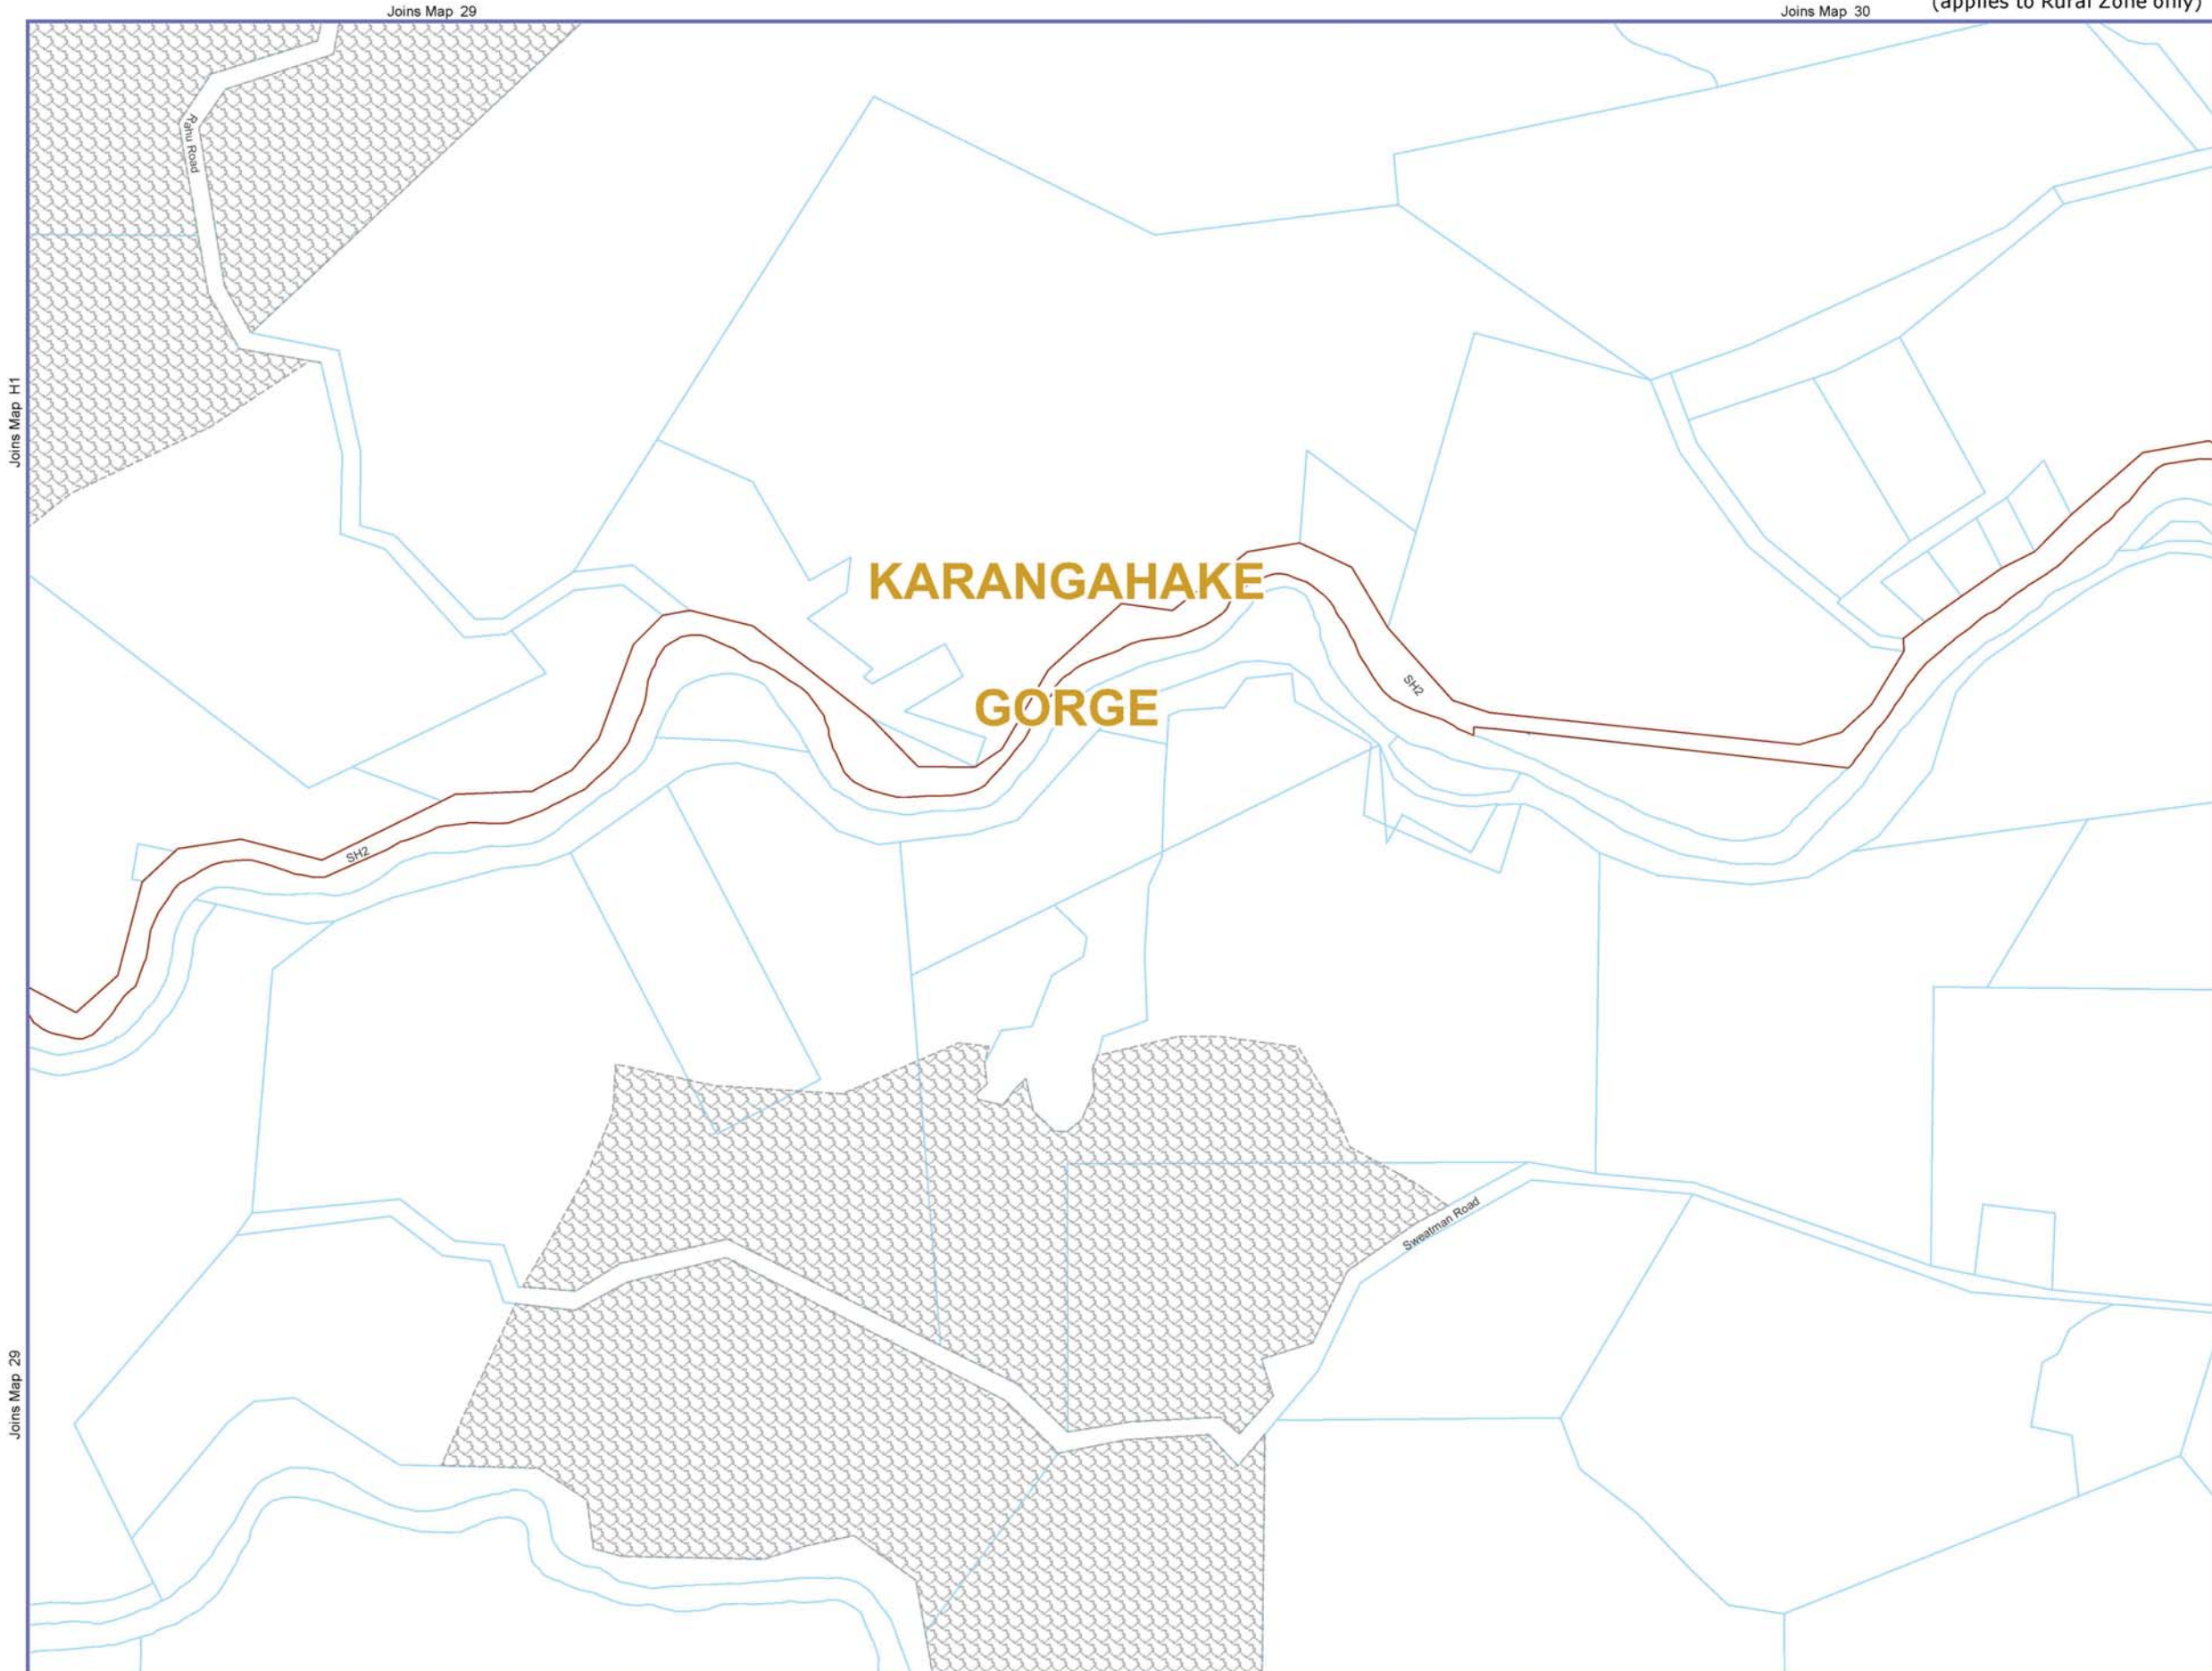 Joins Map 29
Joins Map 30
(applies to Rural Zone only)
Rahu Road
Joins Map H1
KARANGAHAKE
GORGE
SH2
SH2
Sweatman Road
Joins Map 29